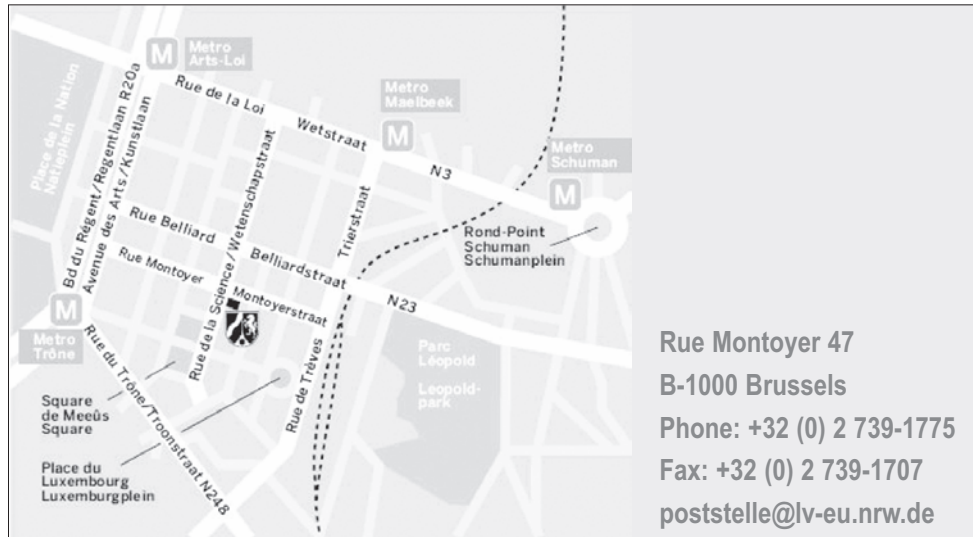 M
Metro
Arts-Loi
Place de la Nation
Natieplein
Bd du Régent/Regentlaan R20a
Avenue des Arts/Kunstlaan
Rue de la Loi
Wetstraat
Metro
Maelbeek
M
N3
Metro
Schuman
M
Rond-Point
Schuman
Schumanplein
Rue de la Science/Wetenschapstraat
Trierstraat
Rue Belliard
Belliardstraat
N23
Rue Montoyer
Montoyerstraat
M
Metro
Trône
Rue du Trône/Troonstraat N248
Rue de Trèves
Parc
Léopold
Leopold-
park
Square
de Meeûs
Square
Place du
Luxembourg
Luxemburgplein
Rue Montoyer 47
B-1000 Brussels
Phone: +32 (0) 2 739-1775
Fax: +32 (0) 2 739-1707
poststelle@lv-eu.nrw.de